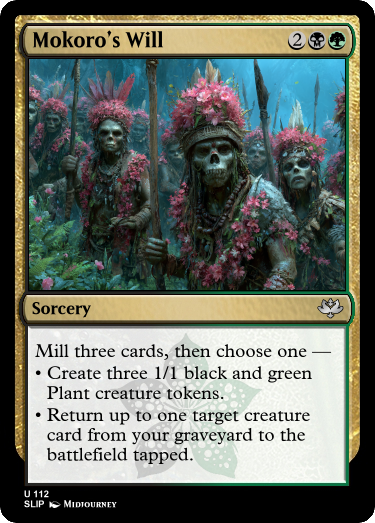 Mokoro's Will 2
Sorcery
Mill three cards, then choose one —
• Create three 1/1 black and green
Plant creature tokens.
• Return up to one target creature
card from your graveyard to the
battlefield tapped.
U 112
SLIP Midjourney